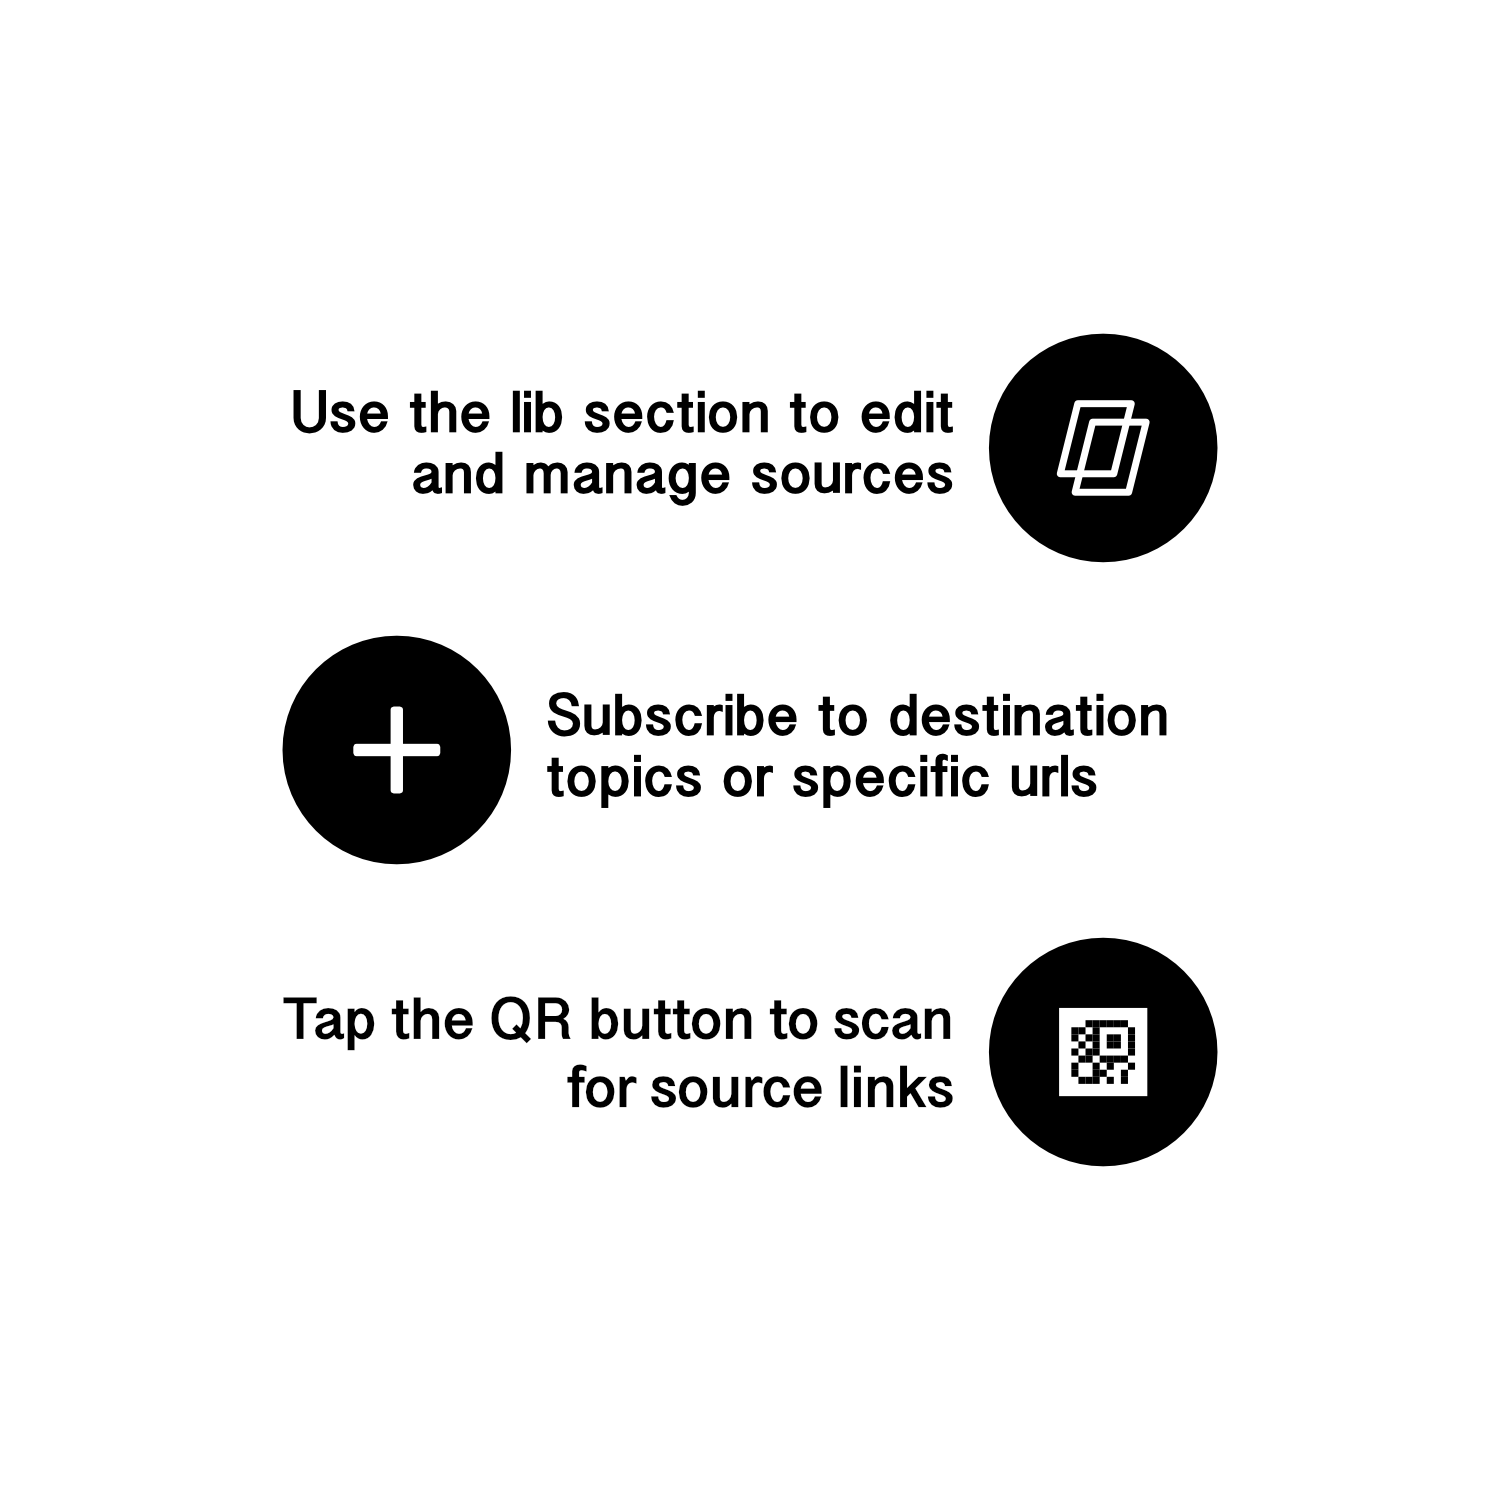 Use the lib section to edit
and manage sources
Subscribe to destination
topics or specific urls
Tap the QR button to scan
for source links